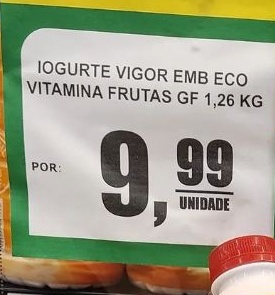 IOGURTE VIGOR EMB ECO
VITAMINA FRUTAS GF 1,26 KG
POR: 9,99
UNIDADE